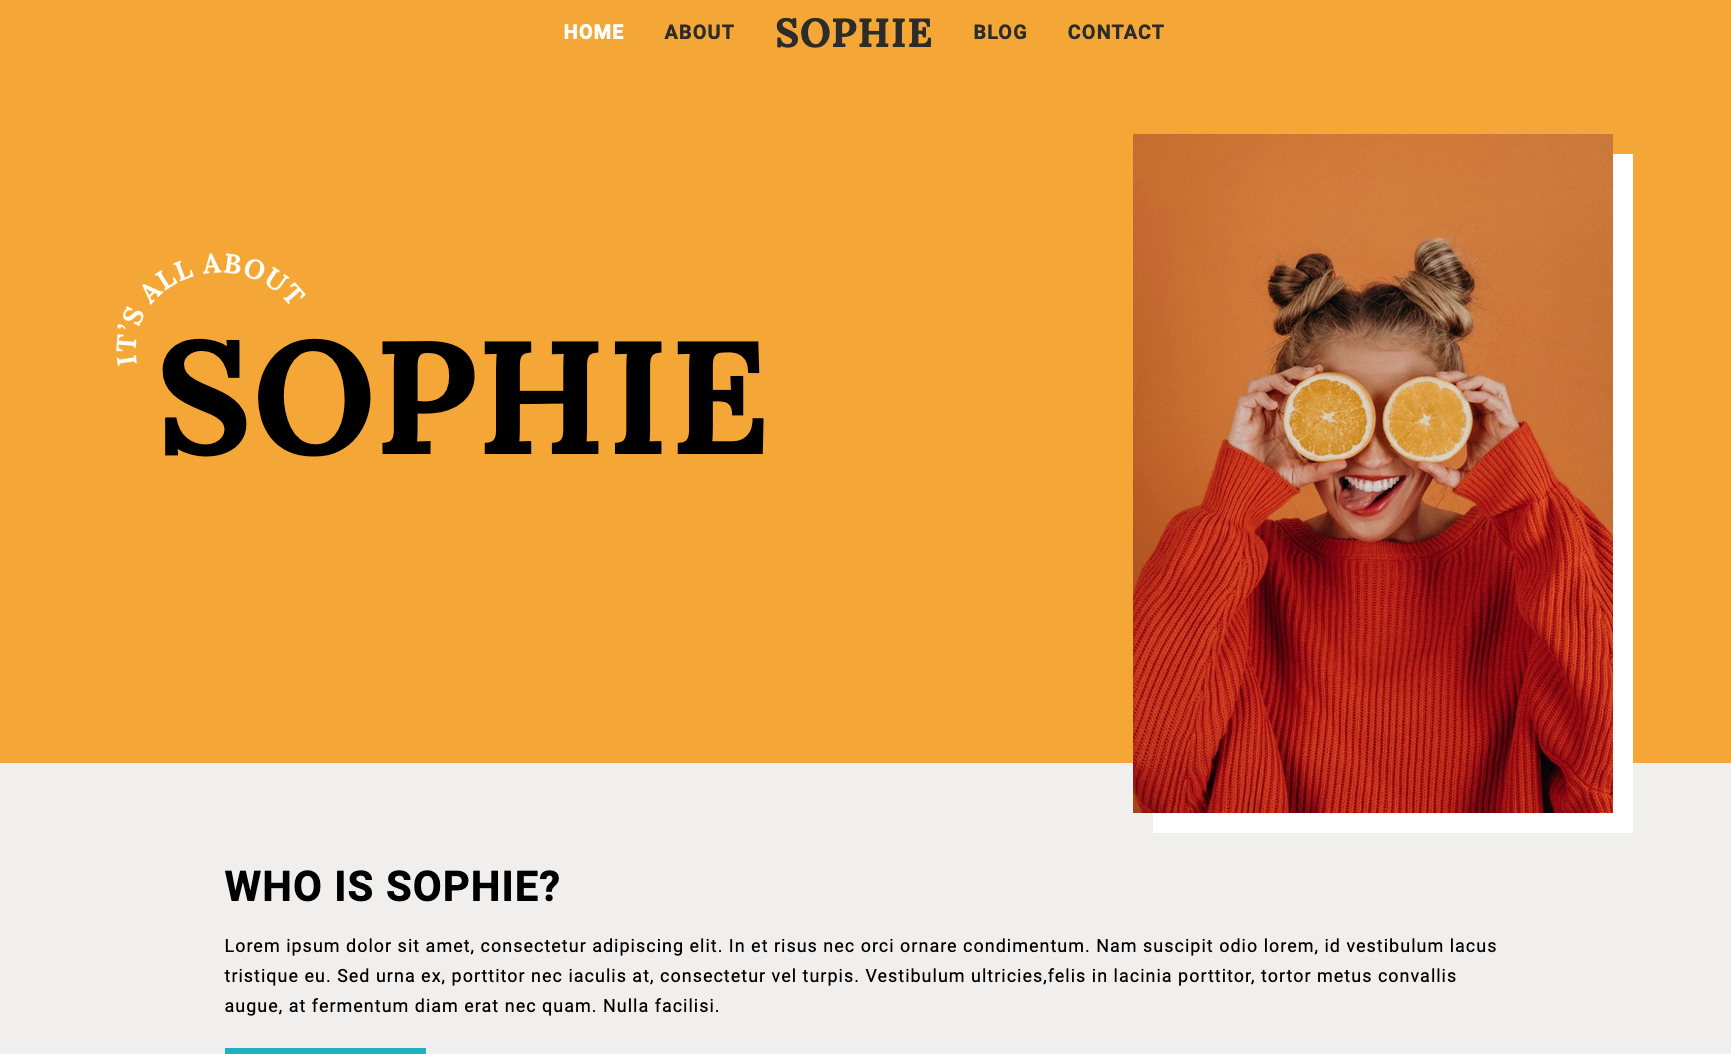 HOME ABOUT SOPHIE BLOG CONTACT
IT'S ALL ABOUT
SOPHIE
WHO IS SOPHIE?
Lorem ipsum dolor sit amet, consectetur adipiscing elit. In et risus nec orci ornare condimentum. Nam suscipit odio lorem, id vestibulum lacus
tristique eu. Sed urna ex, porttitor nec iaculis at, consectetur vel turpis. Vestibulum ultricies,felis in lacinia porttitor, tortor metus convallis
augue, at fermentum diam erat nec quam. Nulla facilisi.